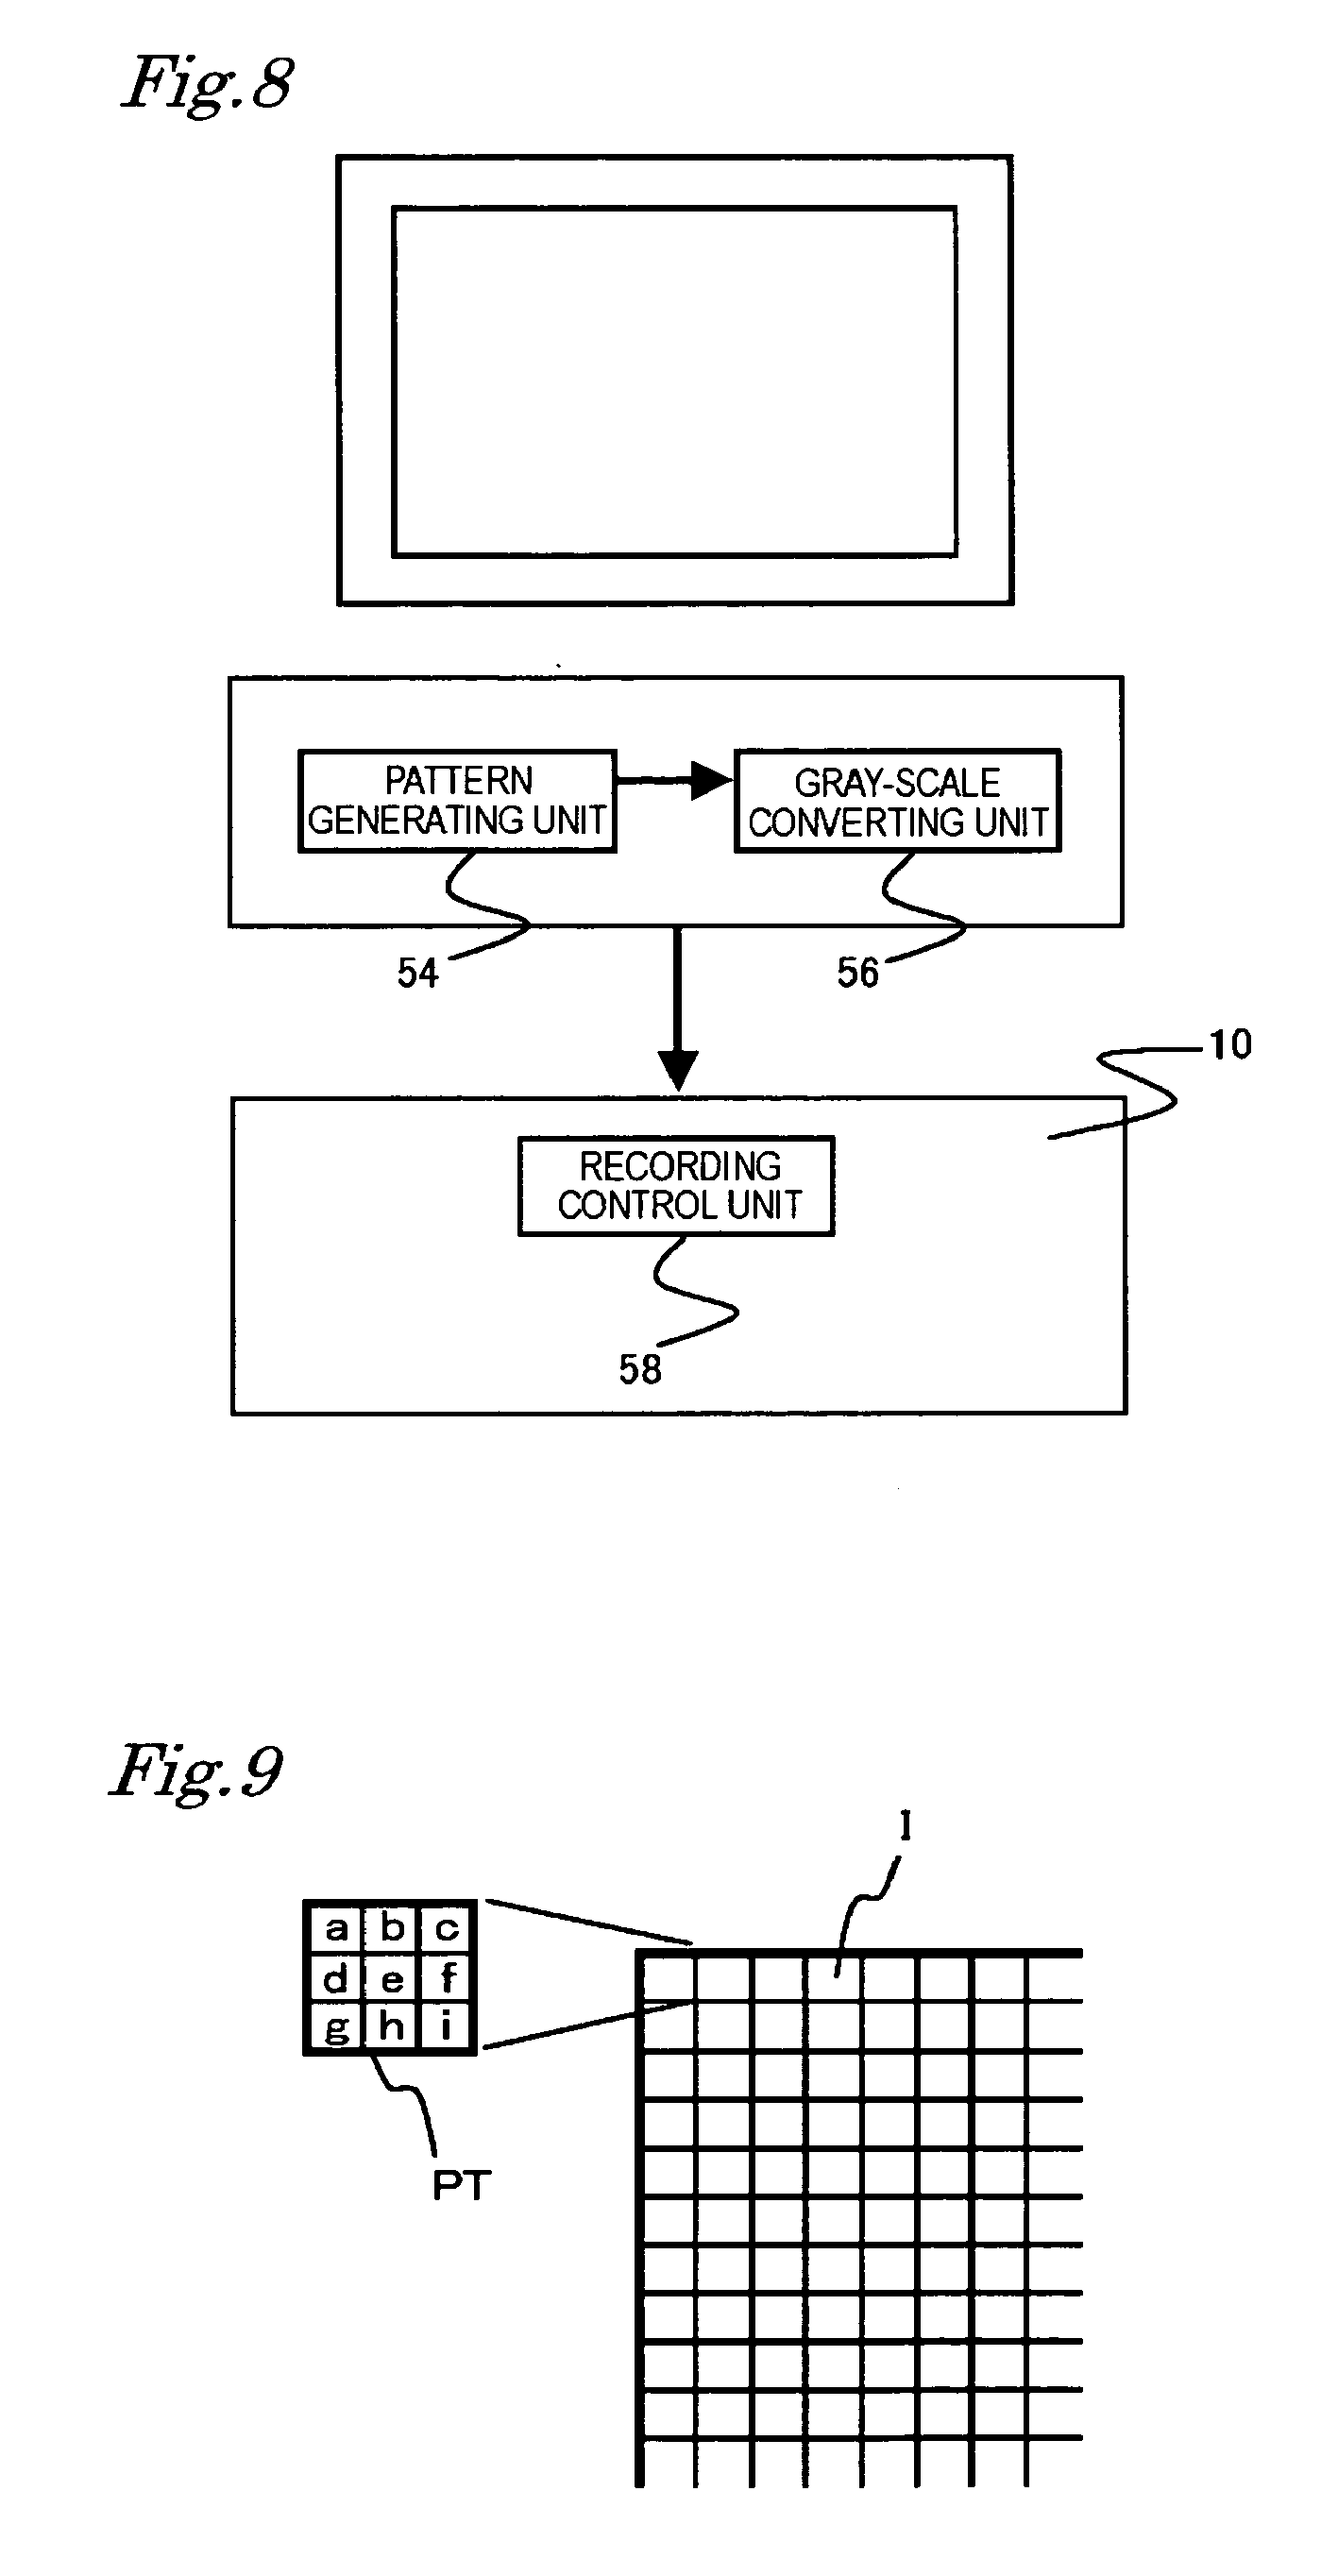 Fig.8
PATTERN
GENERATING UNIT
GRAY-SCALE
CONVERTING UNIT
54
56
10
RECORDING
CONTROL UNIT
58
Fig.9
I
a b c
d e f
g h i
PT